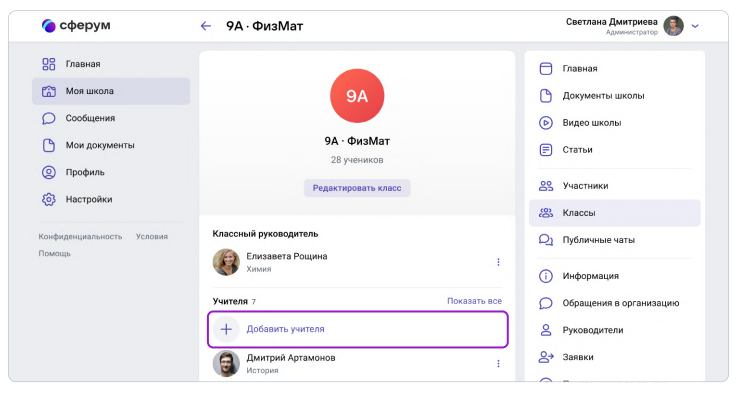 сферум
9А · ФизМат
Светлана Дмитриева
Администратор
Главная
Моя школа
Сообщения
Мои документы
Профиль
Настройки
Конфиденциальность Условия
Помощь
9А
9А · ФизМат
28 учеников
Редактировать класс
Классный руководитель
Елизавета Рощина
Химия
Учителя 7 Показать все
Добавить учителя
Дмитрий Артамонов
История
Главная
Документы школы
Видео школы
Статьи
Участники
Классы
Публичные чаты
Информация
Обращения в организацию
Руководители
Заявки